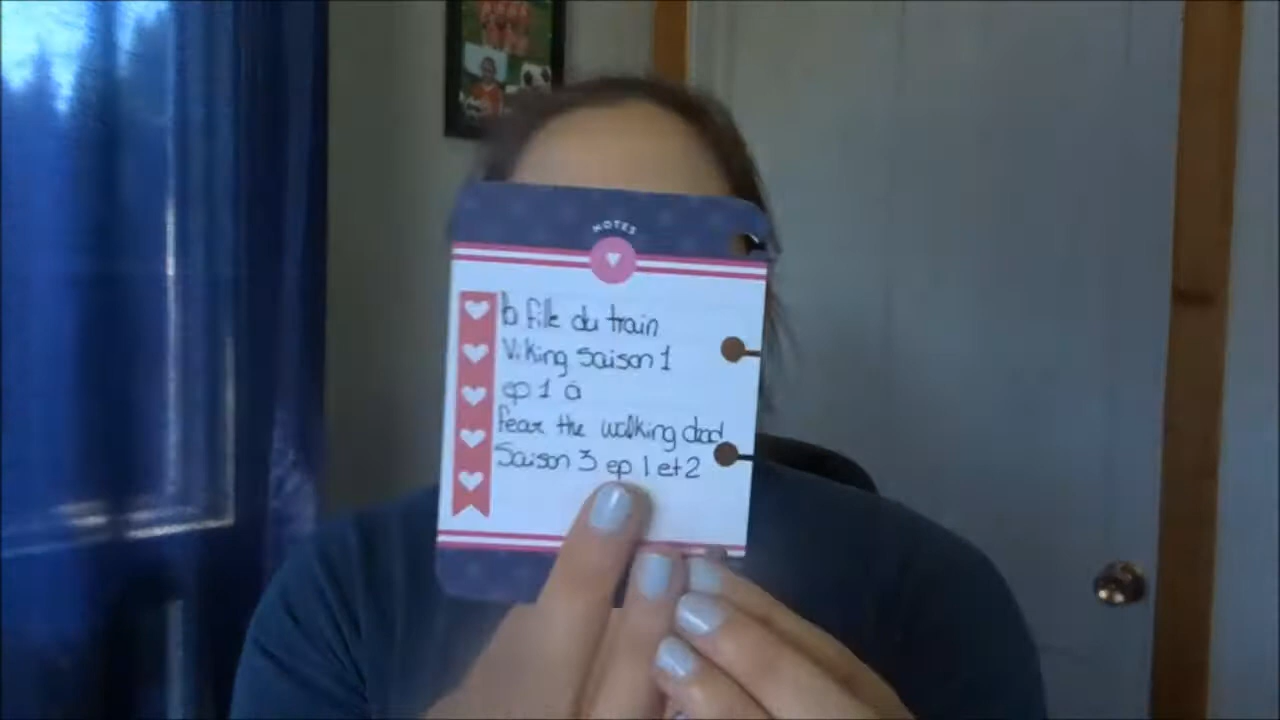 NOTES
la fille du train
Viking Saison 1
ep 1 à
Fear the walking dead
Saison 3 ep 1 et 2